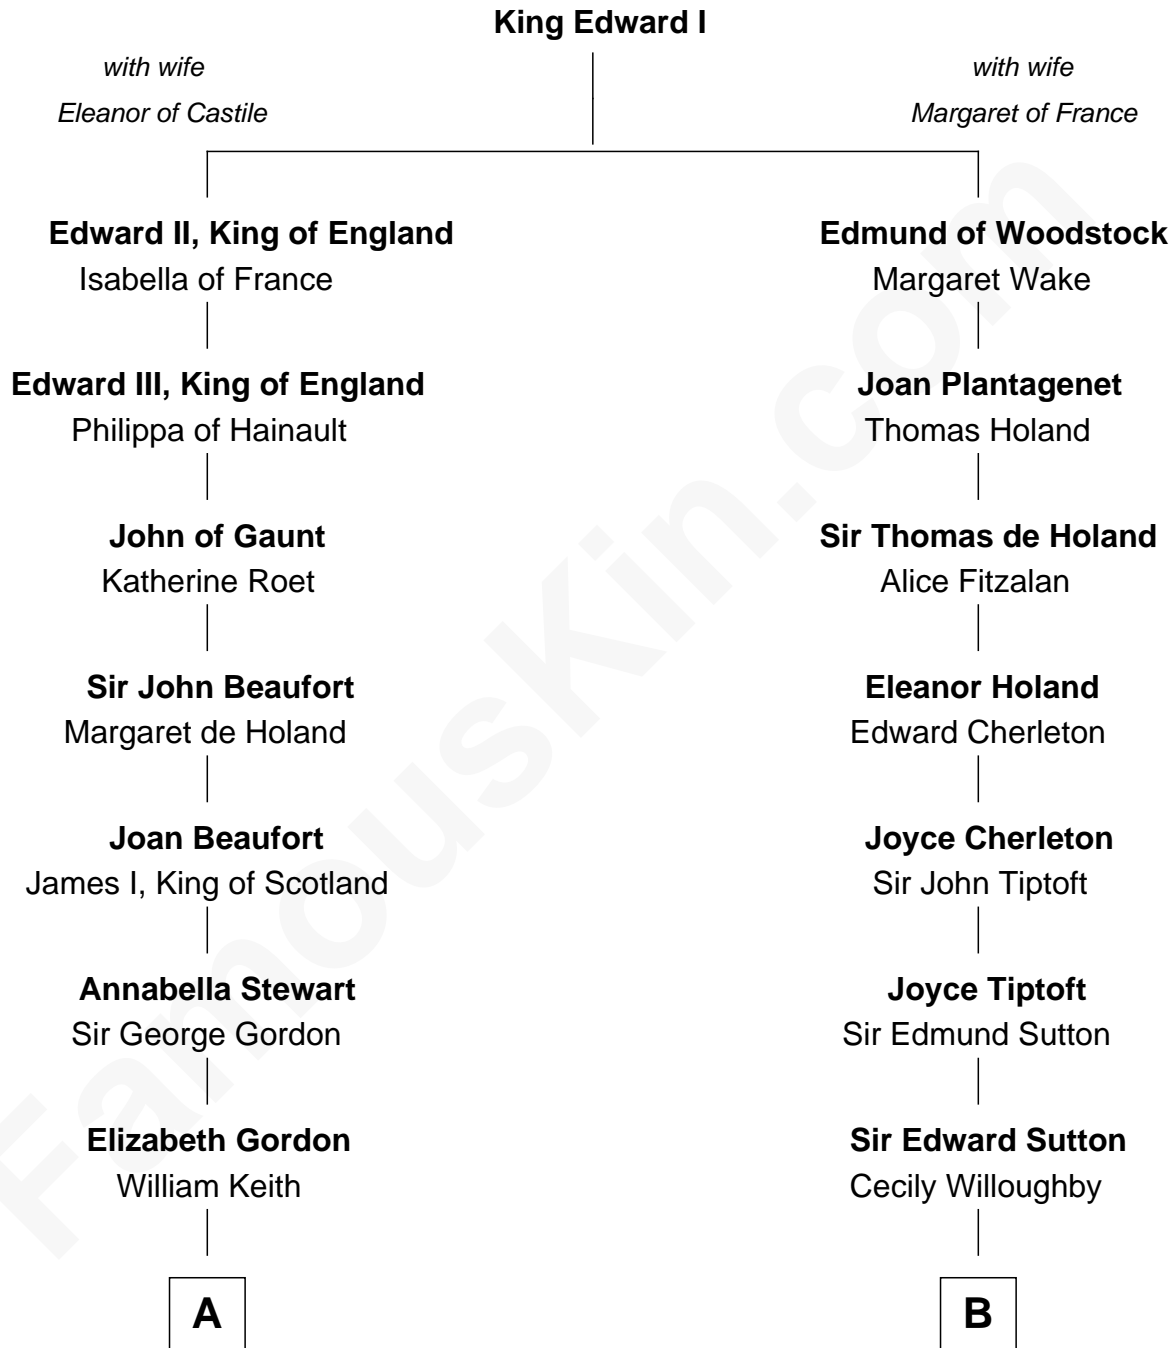 King Edward I
with wife
Eleanor of Castile
with wife
Margaret of France
Edward II, King of England
Isabella of France
Edmund of Woodstock
Margaret Wake
Edward III, King of England
Philippa of Hainault
Joan Plantagenet
Thomas Holand
John of Gaunt
Katherine Roet
Sir Thomas de Holand
Alice Fitzalan
Sir John Beaufort
Margaret de Holand
Eleanor Holand
Edward Cherleton
Joan Beaufort
James I, King of Scotland
Joyce Cherleton
Sir John Tiptoft
Annabella Stewart
Sir George Gordon
Joyce Tiptoft
Sir Edmund Sutton
Elizabeth Gordon
William Keith
Sir Edward Sutton
Cecily Willoughby
A
B
FamousKin.com